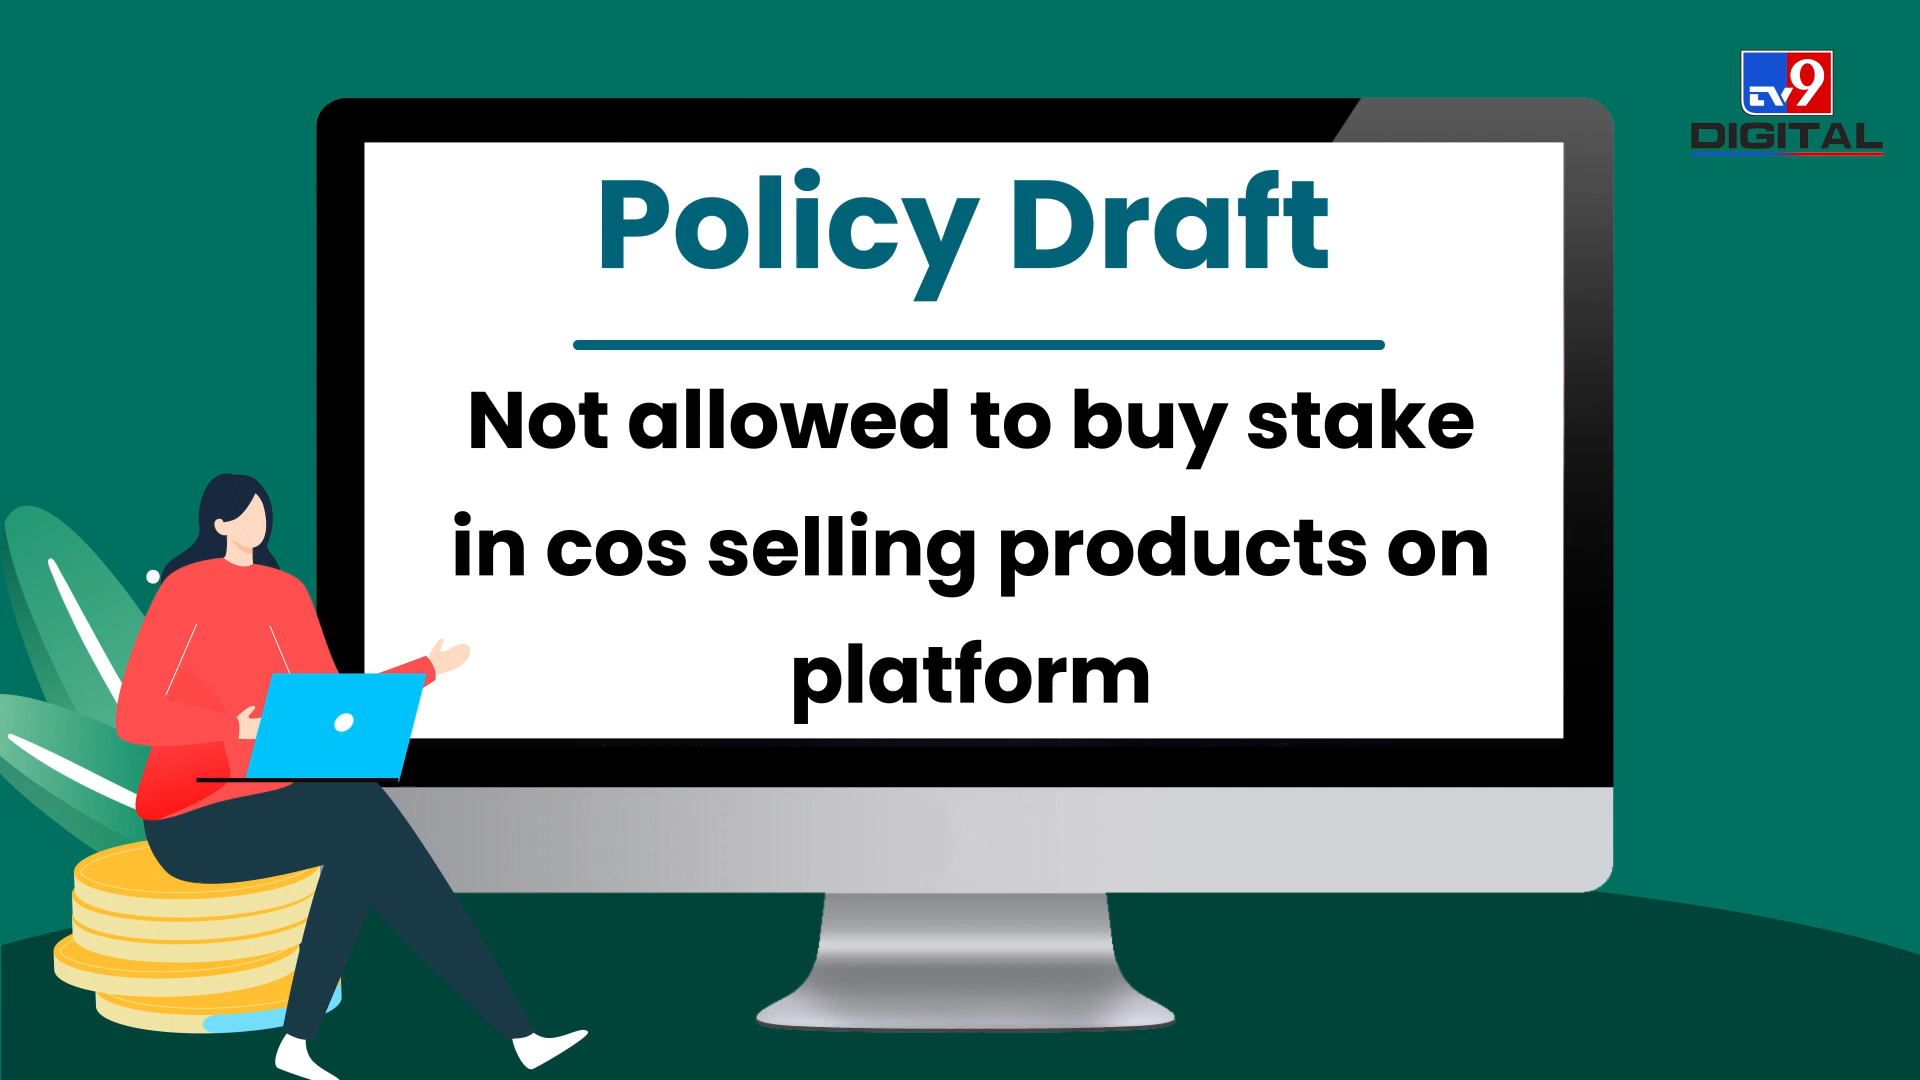 TV9
DIGITAL
Policy Draft
Not allowed to buy stake
in cos selling products on
platform